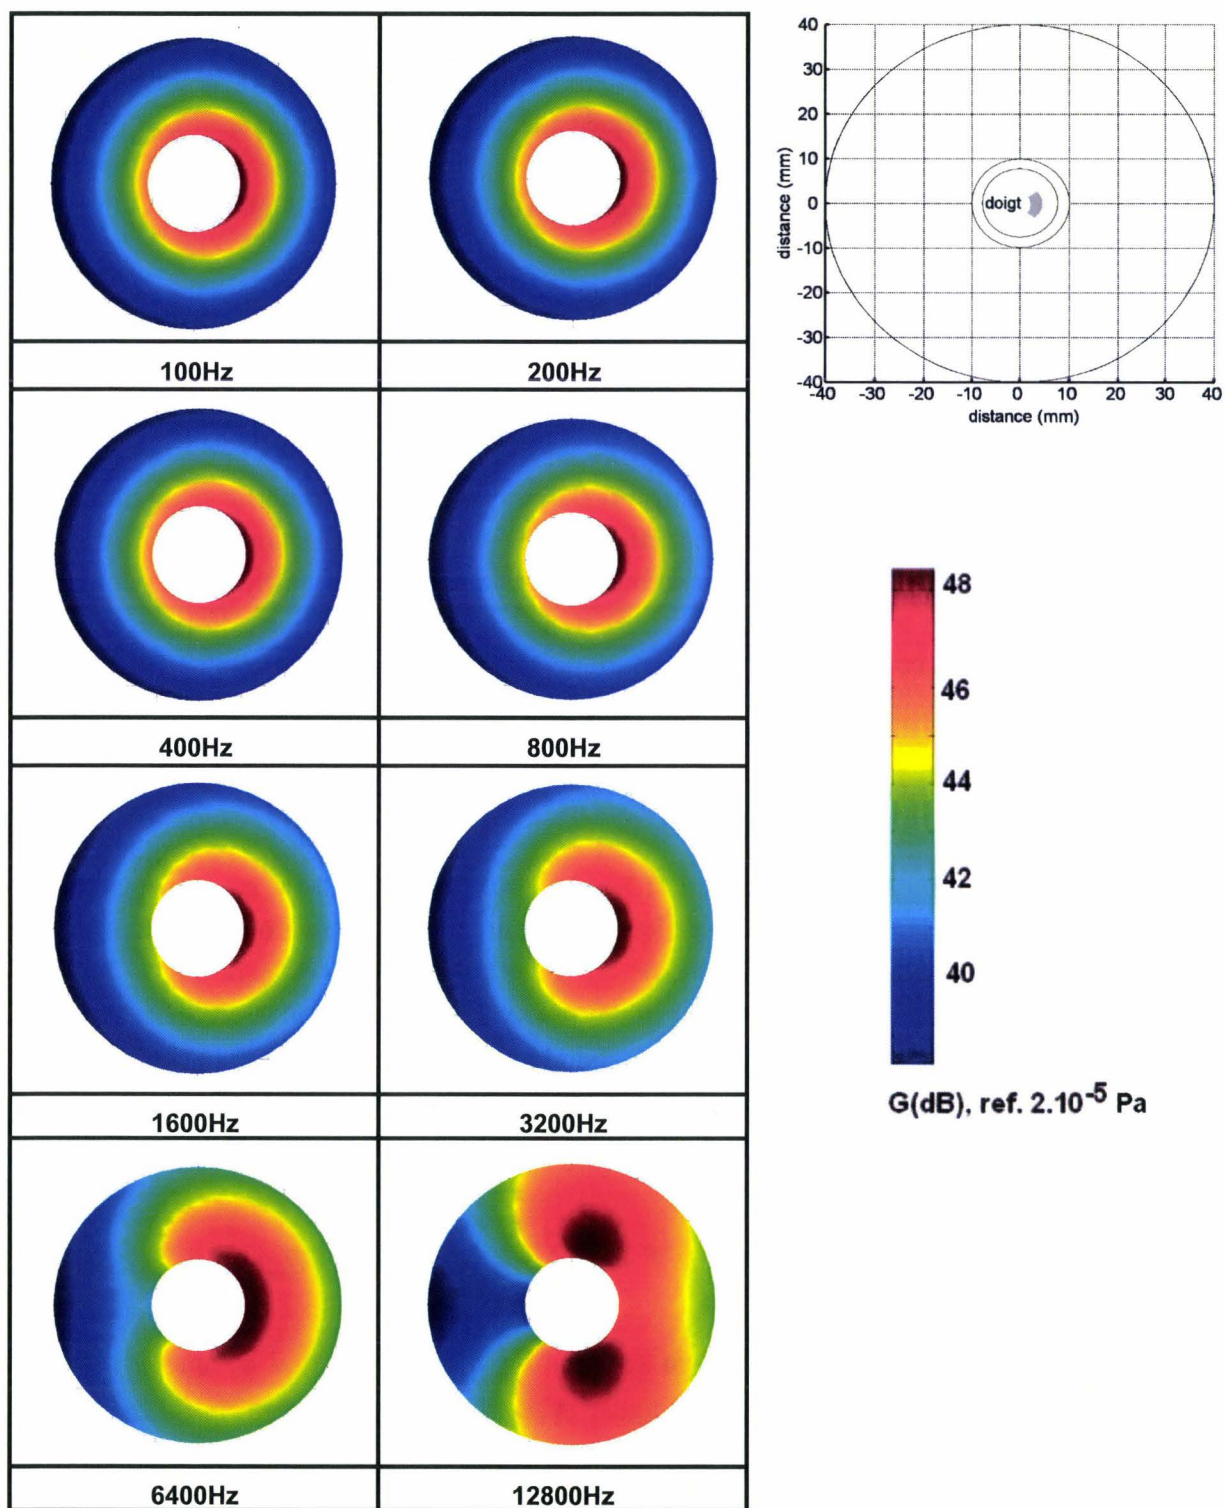 100Hz
200Hz
400Hz
800Hz
1600Hz
3200Hz
6400Hz
12800Hz
40
30
20
10
0
-10
-20
-30
-40
distance (mm)
doigt
-40 -30 -20 -10 0 10 20 30 40
distance (mm)
48
46
44
42
40
G(dB), ref. 2.10⁻⁵ Pa